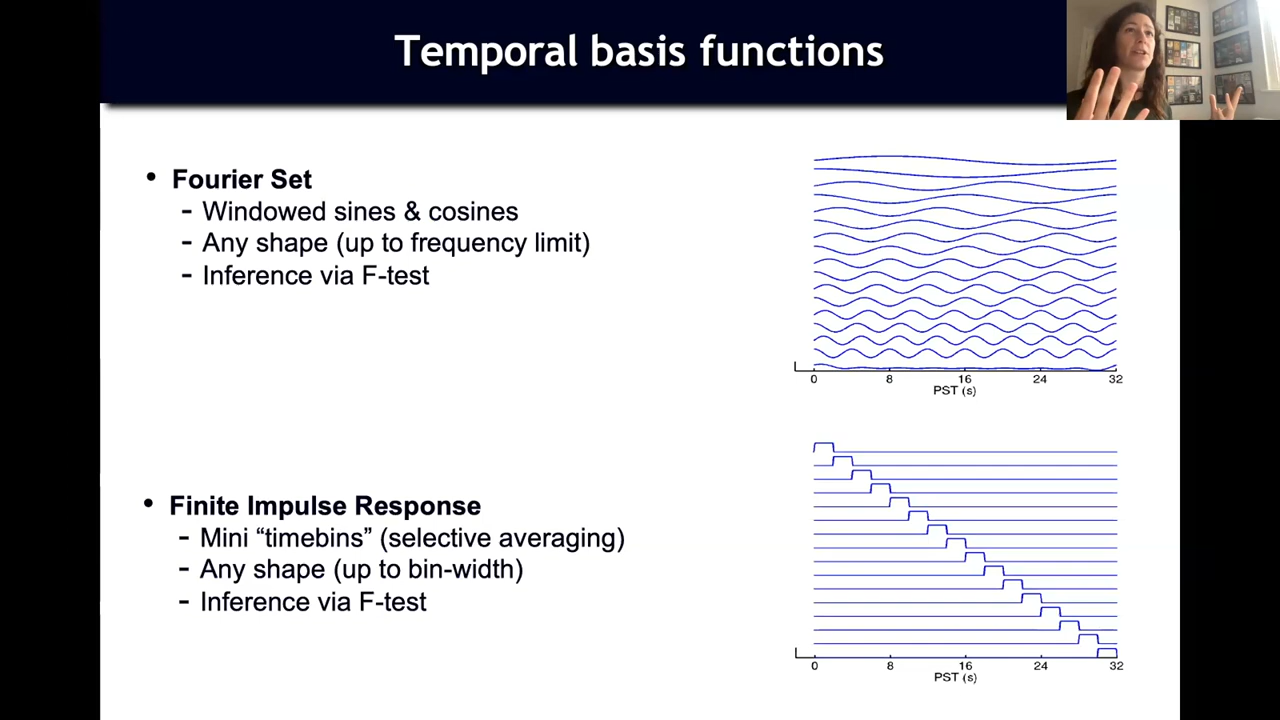 Temporal basis functions
• Fourier Set
- Windowed sines & cosines
- Any shape (up to frequency limit)
- Inference via F-test
0 8 16 24 32
PST (s)
• Finite Impulse Response
- Mini “timebins” (selective averaging)
- Any shape (up to bin-width)
- Inference via F-test
0 8 16 24 32
PST (s)